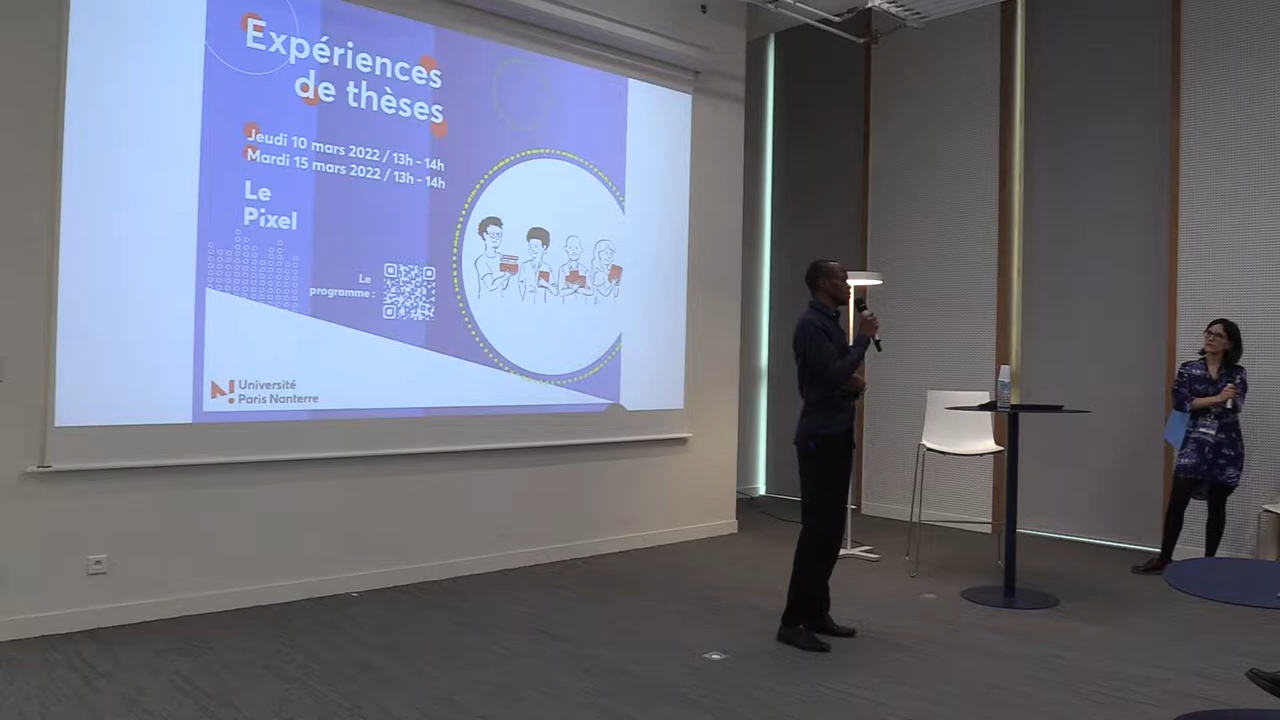 Expériences
de thèses
Jeudi 10 mars 2022 / 13h - 14h
Mardi 15 mars 2022 / 13h - 14h
Le
Pixel
Le
programme :
Université
Paris Nanterre